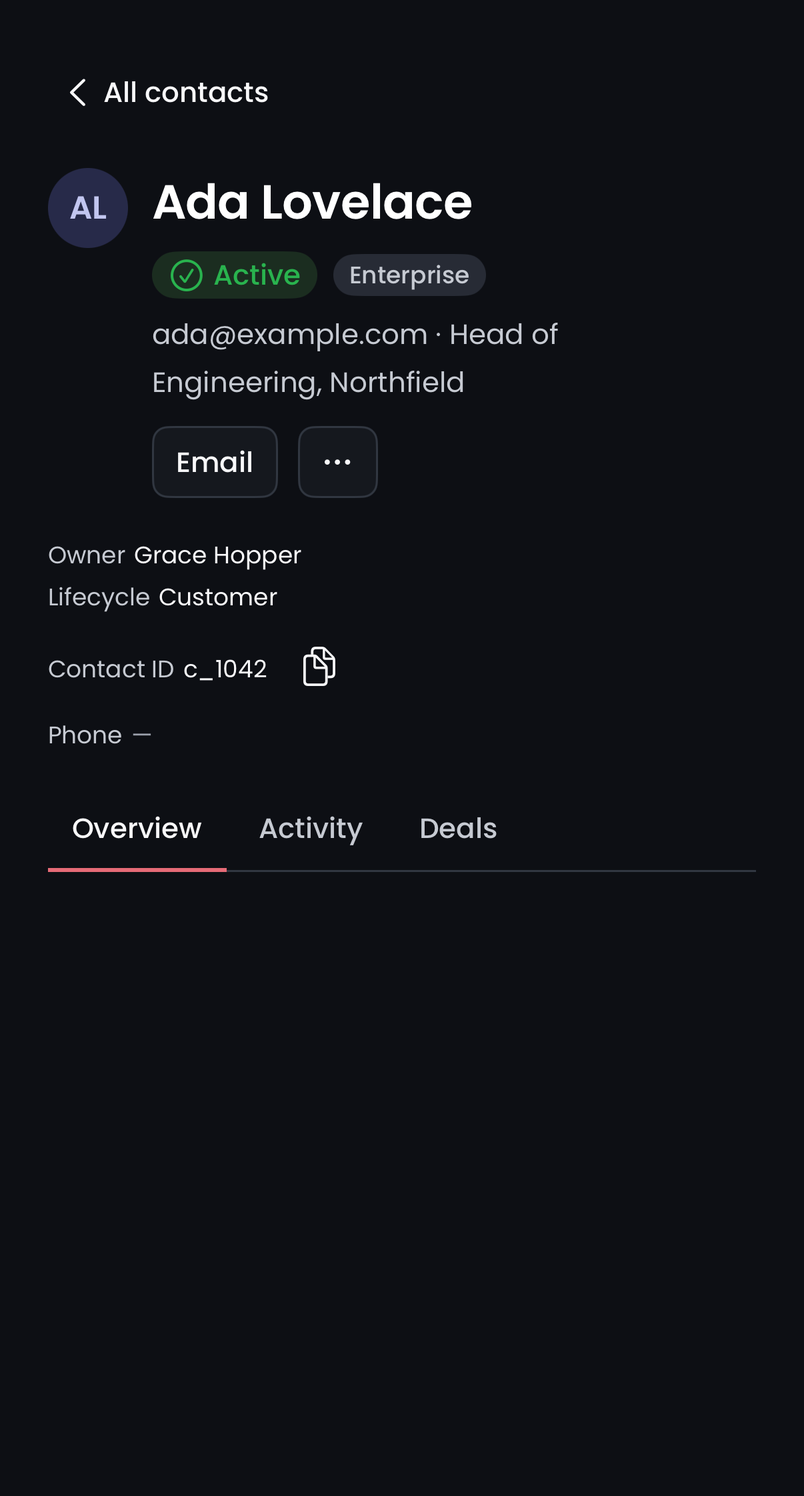 All contacts
AL
Ada Lovelace
Active
Enterprise
ada@example.com · Head of
Engineering, Northfield
Email
···
Owner Grace Hopper
Lifecycle Customer
Contact ID c_1042
Phone —
Overview Activity Deals